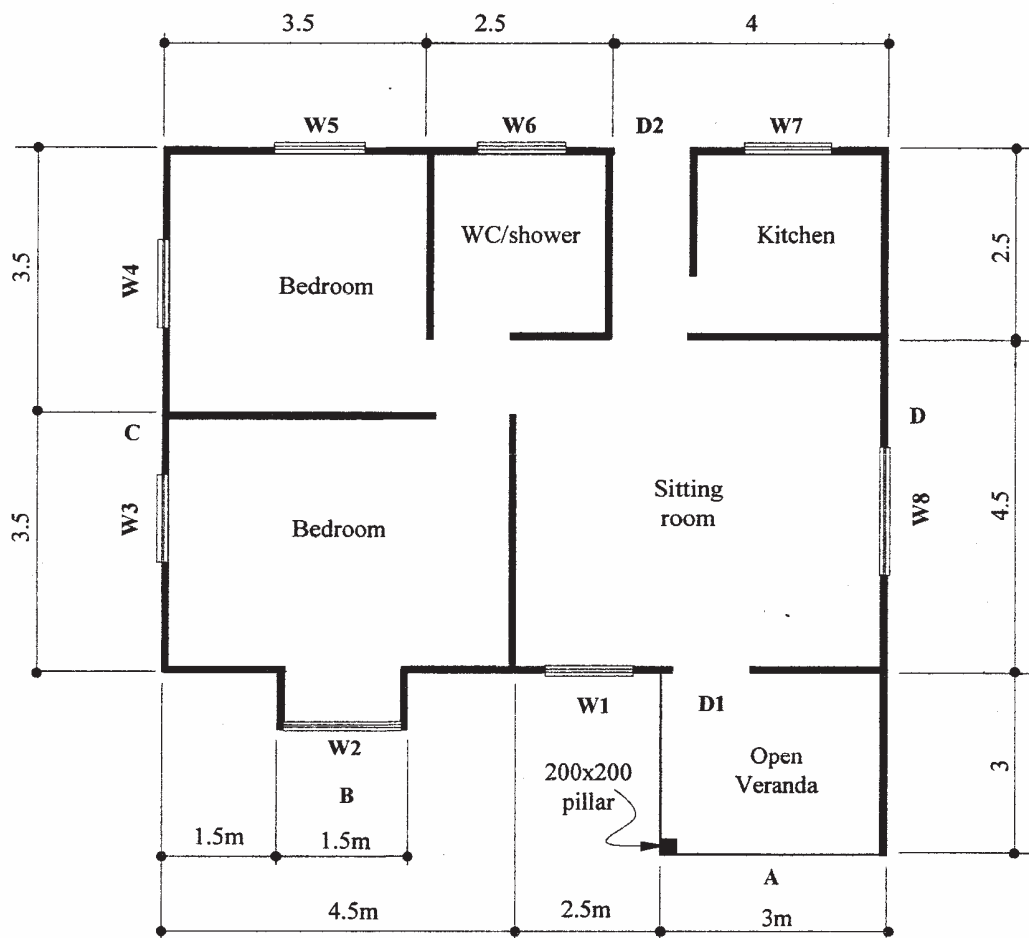 3.5 2.5 4
W5 W6 D2 W7
WC/shower Kitchen
3.5 W4 Bedroom 2.5
C D
3.5 W3 Bedroom Sitting
room W8 4.5
W2 W1 D1
B 200x200
pillar Open
Veranda 3
1.5m 1.5m
A
4.5m 2.5m 3m